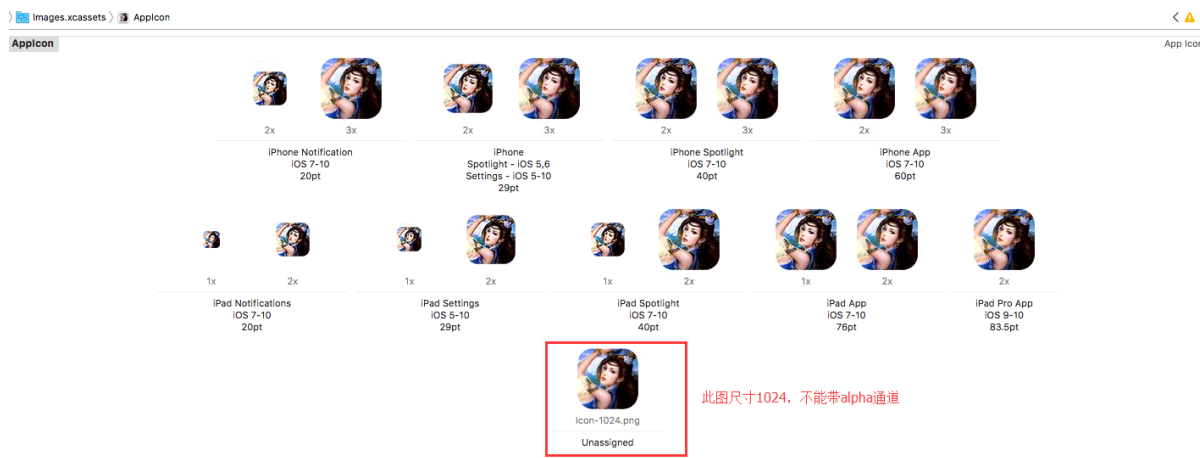 Images.xcassets AppIcon
AppIcon
App Ico
2x 3x 2x 3x 2x 3x 2x 3x
iPhone Notification
iOS 7-10
20pt
iPhone
Spotlight - iOS 5,6
Settings - iOS 5-10
29pt
iPhone Spotlight
iOS 7-10
40pt
iPhone App
iOS 7-10
60pt
1x 2x 1x 2x 1x 2x 1x 2x 2x
iPad Notifications
iOS 7-10
20pt
iPad Settings
iOS 5-10
29pt
iPad Spotlight
iOS 7-10
40pt
iPad App
iOS 7-10
76pt
iPad Pro App
iOS 9-10
83.5pt
此图尺寸1024，不能带alpha通道
Icon-1024.png
Unassigned